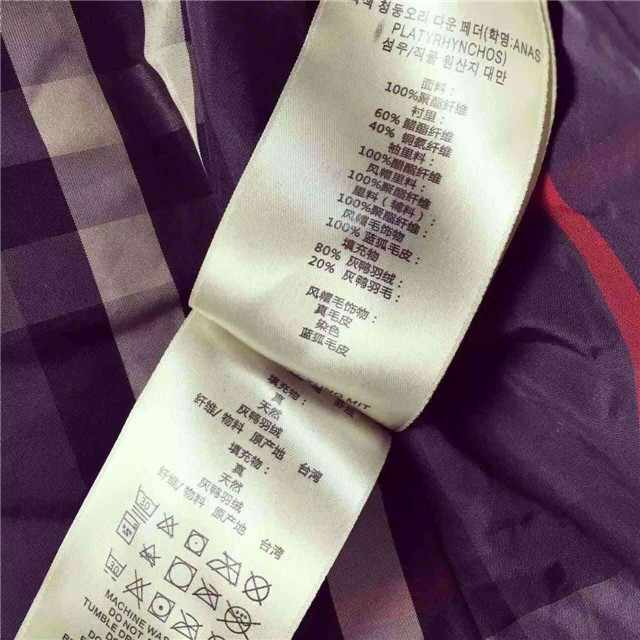 청동오리 다운 페더(학명:ANAS
PLATYRHYNCHOS)
섬유/직물 원산지 대만
面料：
100%聚酯纤维
衬里：
60% 醋酯纤维
40% 铜氨纤维
袷里料：
100%聚酯纤维
风帽里料：
100%聚酯纤维
里料（辅料）：
100%聚酯纤维
风帽毛饰物：
100% 蓝狐毛皮
填充物：
80% 灰鸭羽绒
20% 灰鸭羽毛：
风帽毛饰物：
真毛皮
染色
蓝狐毛皮
填充物：
真
天然
灰鸭羽绒
纤维/物料 原产地 台湾
填充物：
真
天然
灰鸭羽绒
纤维/物料 原产地 台湾
30
30
MACHINE WAS
DO NOT
TUMBLE DR